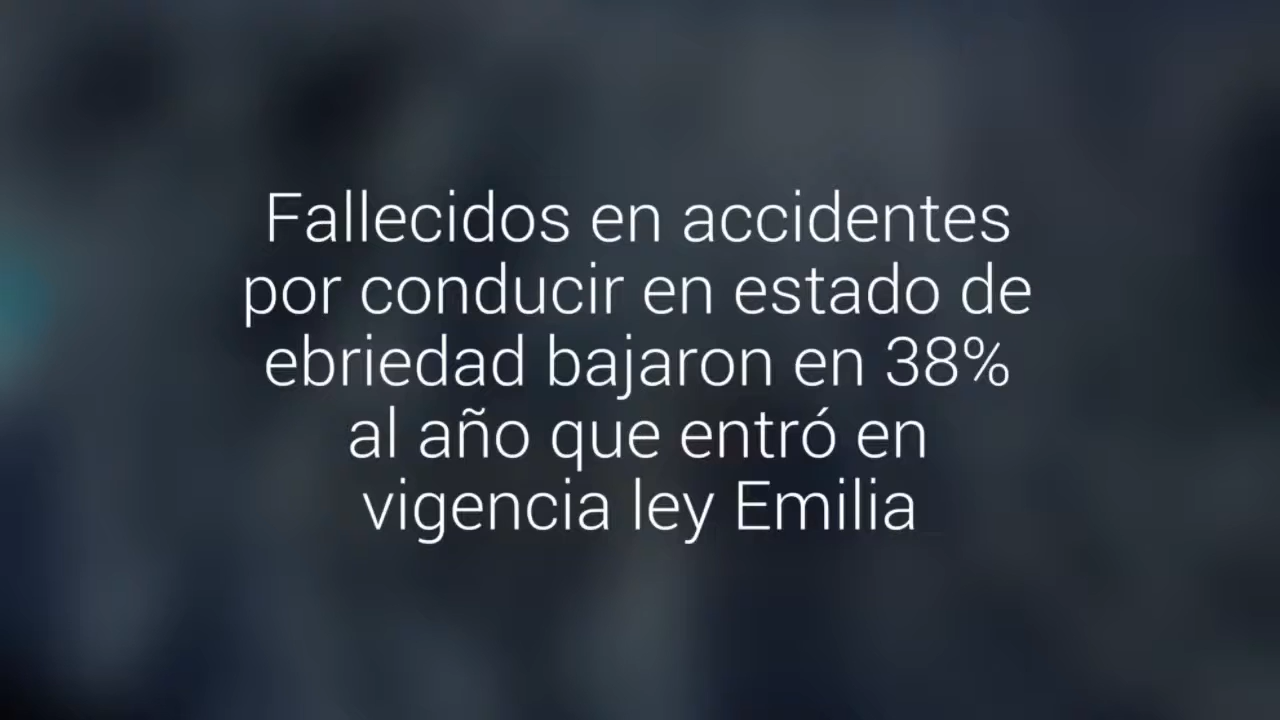 Fallecidos en accidentes
por conducir en estado de
ebriedad bajaron en 38%
al año que entró en
vigencia ley Emilia